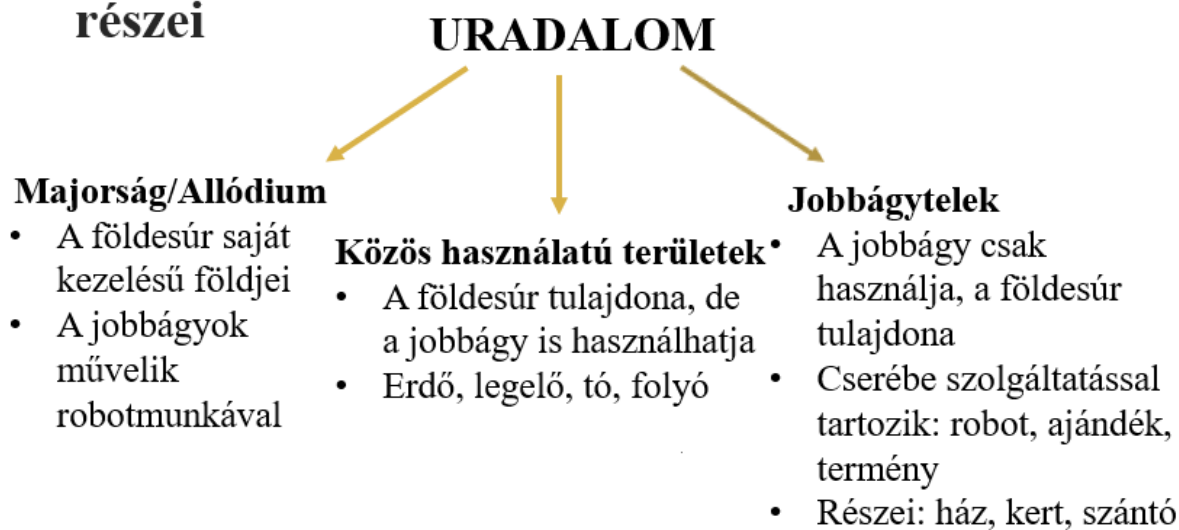 részei
URADALOM
Majorság/Allódium
• A földesúr saját
kezelésű földjei
• A jobbágyok
művelik
robotmunkával
Közös használatú területek
• A földesúr tulajdona, de
a jobbágy is használhatja
• Erdő, legelő, tó, folyó
Jobbágytelek
• A jobbágy csak
használja, a földesúr
tulajdona
• Cserébe szolgáltatással
tartozik: robot, ajándék,
termény
• Részei: ház, kert, szántó